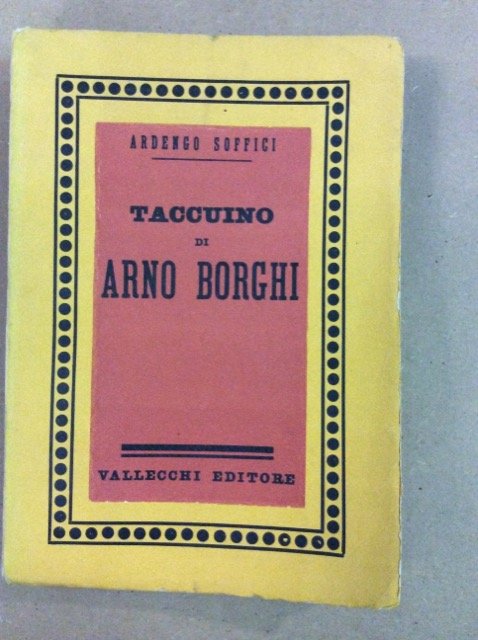 ARDENGO SOFFICI
TACCUINO
DI
ARNO BORGHI
VALLECCHI EDITORE